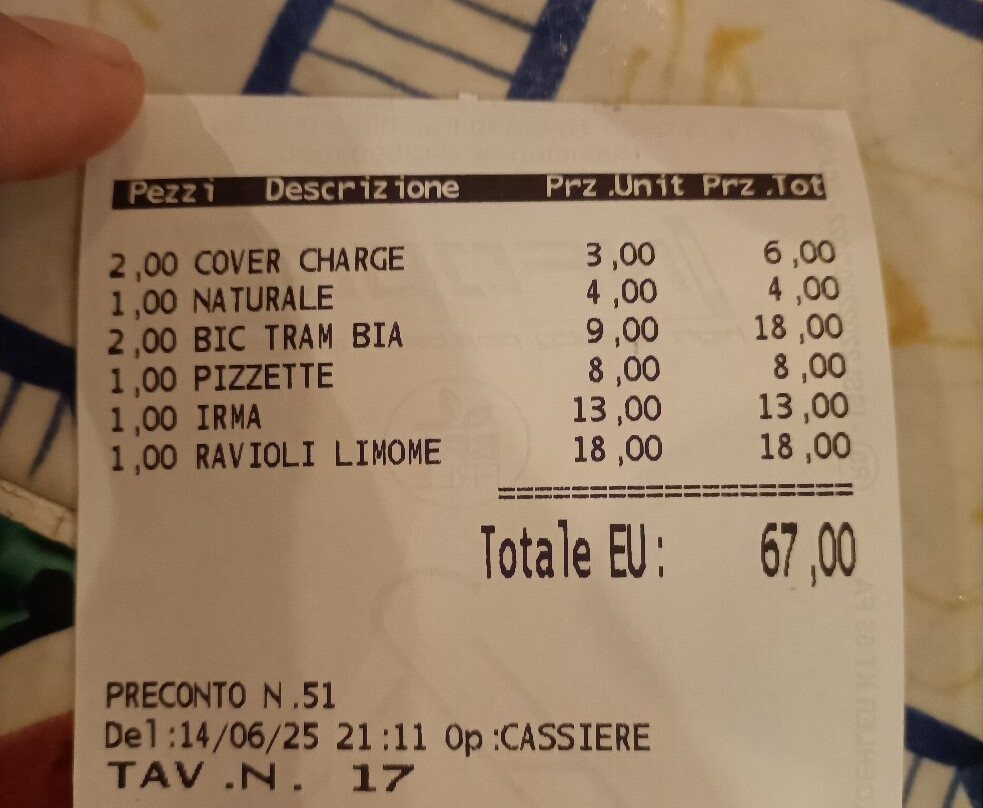 Pezzi Descrizione Prz.Unit Prz.Tot
2,00 COVER CHARGE 3,00 6,00
1,00 NATURALE 4,00 4,00
2,00 BIC TRAM BIA 9,00 18,00
1,00 PIZZETTE 8,00 8,00
1,00 IRMA 13,00 13,00
1,00 RAVIOLI LIMOME 18,00 18,00
====================
Totale EU: 67,00
PRECONTO N.51
Del:14/06/25 21:11 Op:CASSIERE
TAV.N. 17